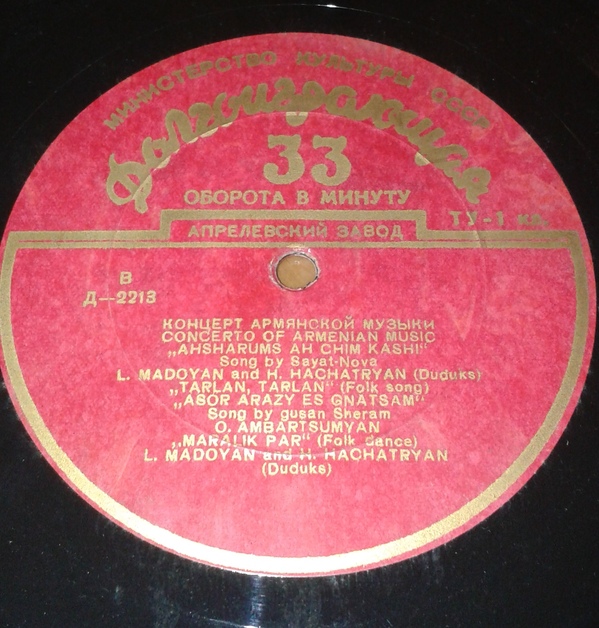 МИНИСТЕРСТВО КУЛЬТУРЫ СССР
Долгоиграющая
33
ОБОРОТА В МИНУТУ
ТУ-1 кл.
АПРЕЛЕВСКИЙ ЗАВОД
В
Д—2213
КОНЦЕРТ АРМЯНСКОЙ МУЗЫКИ
CONCERTO OF ARMENIAN MUSIC
„AHSHARUMS AH CHIM KASHI“
Song by Sayat-Nova
L. MADOYAN and H. HACHATRYAN (Duduks)
„TARLAN, TARLAN“ (Folk song)
„ASOR ARAZY ES GNATSAM“
Song by gusan Sheram
O. AMBARTSUMYAN
„MARALIK PAR“ (Folk dance)
L. MADOYAN and H. HACHATRYAN
(Duduks)